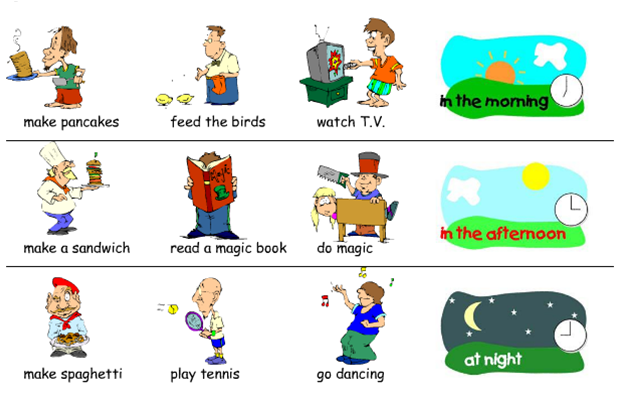 make pancakes
feed the birds
watch T.V.
in the morning
make a sandwich
read a magic book
Magic
do magic
in the afternoon
make spaghetti
play tennis
go dancing
at night